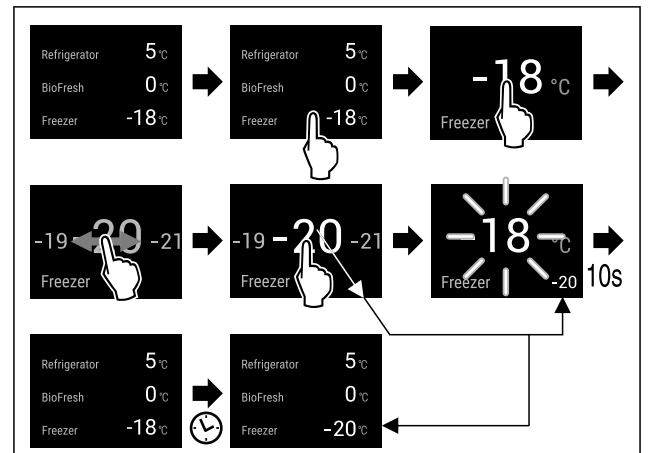 Refrigerator 5 °C
BioFresh 0 °C
Freezer -18 °C
Refrigerator 5 °C
BioFresh 0 °C
Freezer -18 °C
-18 °C
Freezer
-19 -20 -21
Freezer
-19 -20 -21
Freezer
-18 °C
Freezer -20
10s
Refrigerator 5 °C
BioFresh 0 °C
Freezer -18 °C
Refrigerator 5 °C
BioFresh 0 °C
Freezer -20 °C